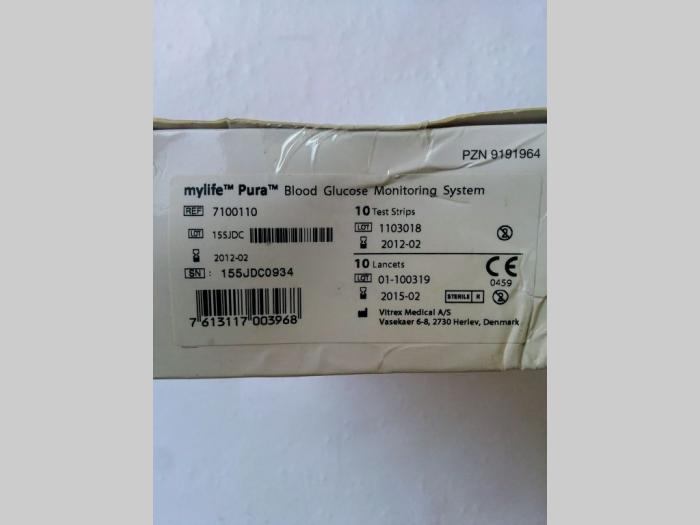 PZN 9191964
mylife™ Pura™ Blood Glucose Monitoring System
REF 7100110
LOT 155JDC
2012-02
SN : 155JDC0934
7 613117 003968
10 Test Strips
LOT 1103018
2012-02
10 Lancets
LOT 01-100319
2015-02
STERILE R
CE
0459
Vitrex Medical A/S
Vasekaer 6-8, 2730 Herlev, Denmark